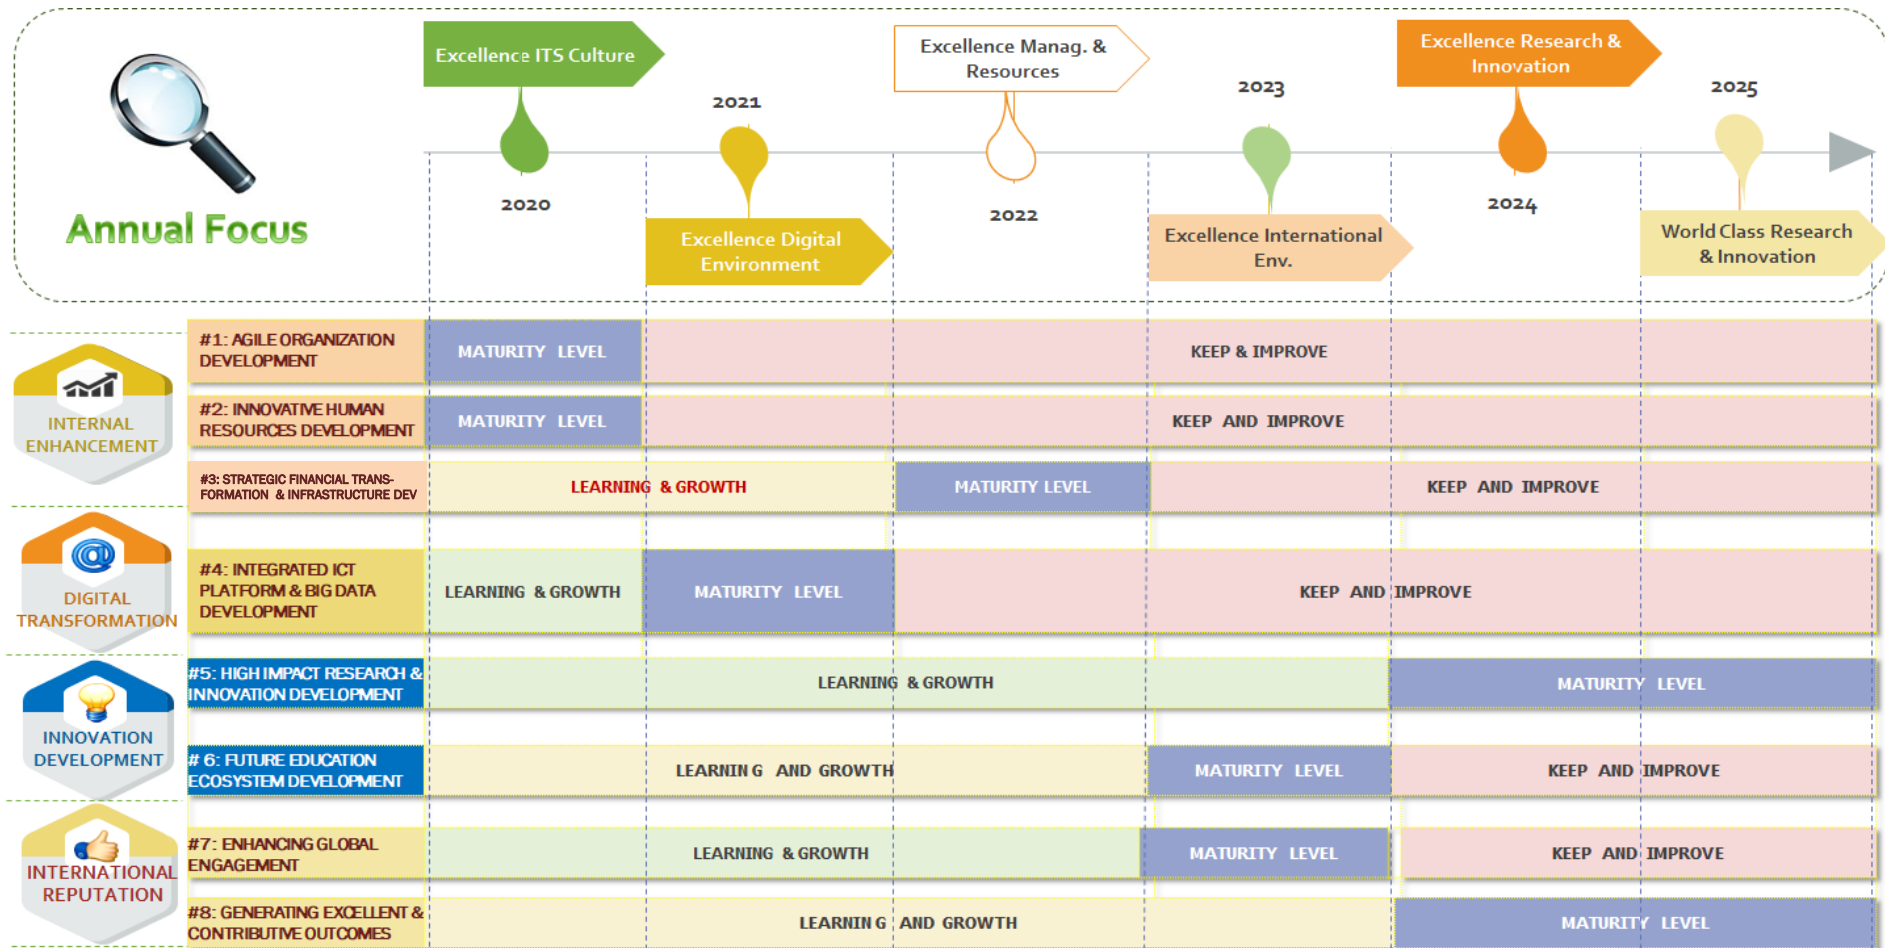 Annual Focus
Excellence ITS Culture
2020
2021
Excellence Digital
Environment
Excellence Manag. &
Resources
2022
2023
Excellence International
Env.
Excellence Research &
Innovation
2024
2025
World Class Research
& Innovation
INTERNAL
ENHANCEMENT
#1: AGILE ORGANIZATION
DEVELOPMENT
MATURITY LEVEL
KEEP & IMPROVE
#2: INNOVATIVE HUMAN
RESOURCES DEVELOPMENT
MATURITY LEVEL
KEEP AND IMPROVE
#3: STRATEGIC FINANCIAL TRANS-
FORMATION & INFRASTRUCTURE DEV
LEARNING & GROWTH
MATURITY LEVEL
KEEP AND IMPROVE
DIGITAL
TRANSFORMATION
#4: INTEGRATED ICT
PLATFORM & BIG DATA
DEVELOPMENT
LEARNING & GROWTH
MATURITY LEVEL
KEEP AND IMPROVE
INNOVATION
DEVELOPMENT
#5: HIGH IMPACT RESEARCH &
INNOVATION DEVELOPMENT
LEARNING & GROWTH
MATURITY LEVEL
# 6: FUTURE EDUCATION
ECOSYSTEM DEVELOPMENT
LEARNING AND GROWTH
MATURITY LEVEL
KEEP AND IMPROVE
INTERNATIONAL
REPUTATION
#7: ENHANCING GLOBAL
ENGAGEMENT
LEARNING & GROWTH
MATURITY LEVEL
KEEP AND IMPROVE
#8: GENERATING EXCELLENT &
CONTRIBUTIVE OUTCOMES
LEARNING AND GROWTH
MATURITY LEVEL